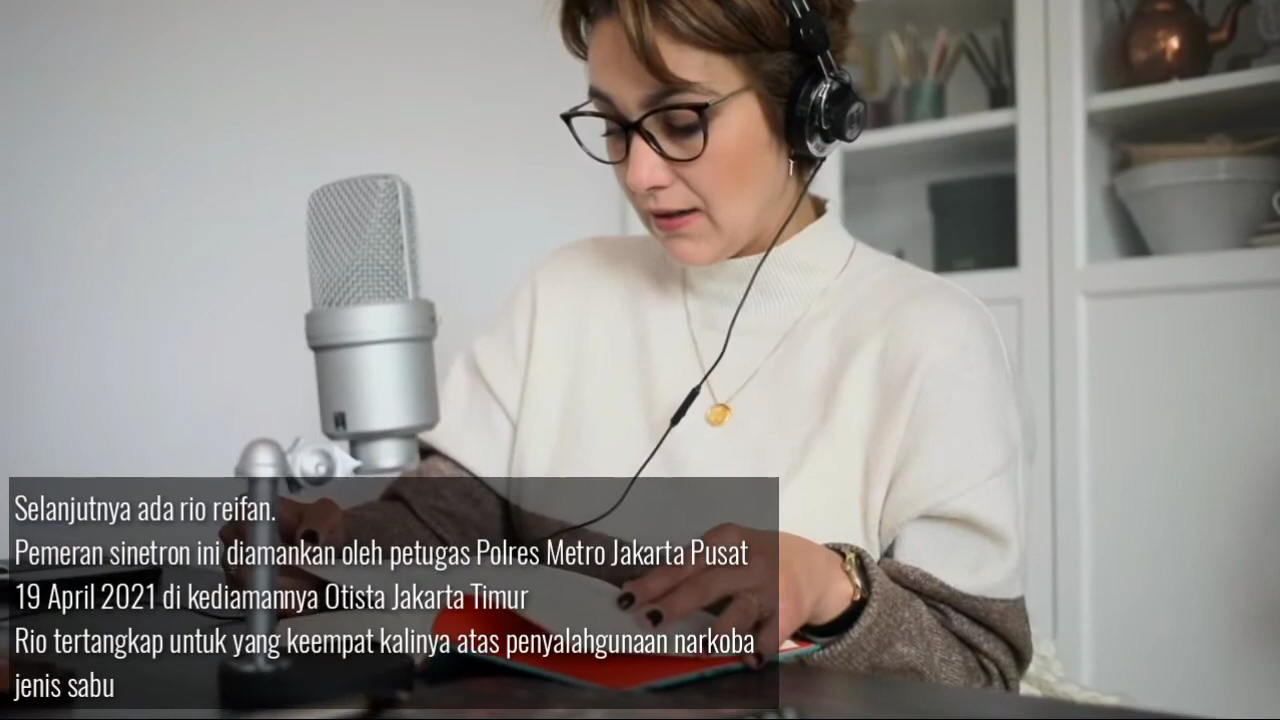 Selanjutnya ada rio reifan.
Pemeran sinetron ini diamankan oleh petugas Polres Metro Jakarta Pusat
19 April 2021 di kediamannya Otista Jakarta Timur
Rio tertangkap untuk yang keempat kalinya atas penyalahgunaan narkoba
jenis sabu